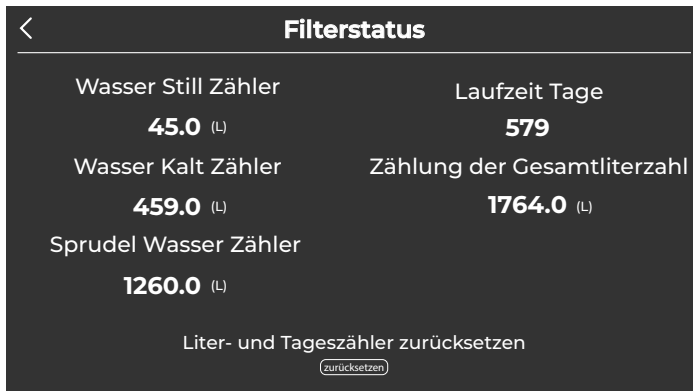 Filterstatus
Wasser Still Zähler
45.0 (L)
Wasser Kalt Zähler
459.0 (L)
Sprudel Wasser Zähler
1260.0 (L)
Laufzeit Tage
579
Zählung der Gesamtliterzahl
1764.0 (L)
Liter- und Tageszähler zurücksetzen
zurücksetzen